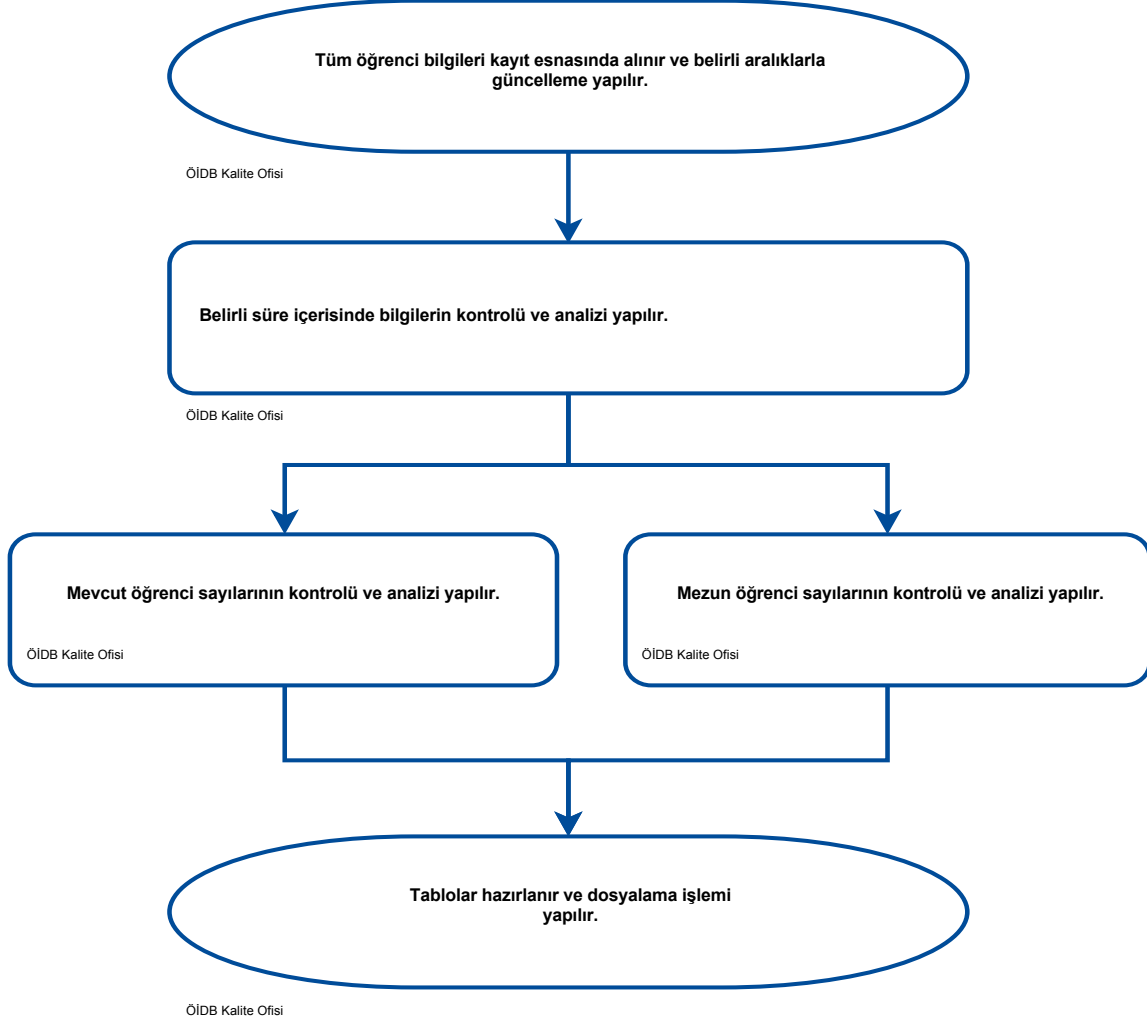 Tüm öğrenci bilgileri kayıt esnasında alınır ve belirli aralıklarla
güncelleme yapılır.
ÖİDB Kalite Ofisi
Belirli süre içerisinde bilgilerin kontrolü ve analizi yapılır.
ÖİDB Kalite Ofisi
Mevcut öğrenci sayılarının kontrolü ve analizi yapılır.
ÖİDB Kalite Ofisi
Mezun öğrenci sayılarının kontrolü ve analizi yapılır.
ÖİDB Kalite Ofisi
Tablolar hazırlanır ve dosyalama işlemi
yapılır.
ÖİDB Kalite Ofisi